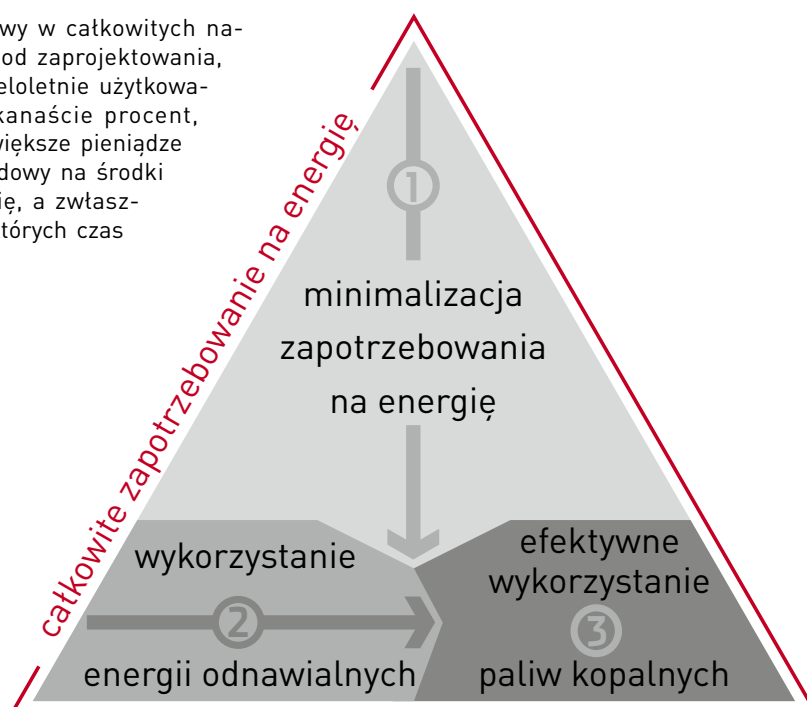 wy w całkowitych na-
od zaprojektowania,
eloletnie użytkowa-
kanaście procent,
większe pieniądze
dowy na środki
ię, a zwłasz-
tórych czas
całkowite zapotrzebowanie na energię
1
minimalizacja
zapotrzebowania
na energię
wykorzystanie
2
energii odnawialnych
efektywne
wykorzystanie
3
paliw kopalnych